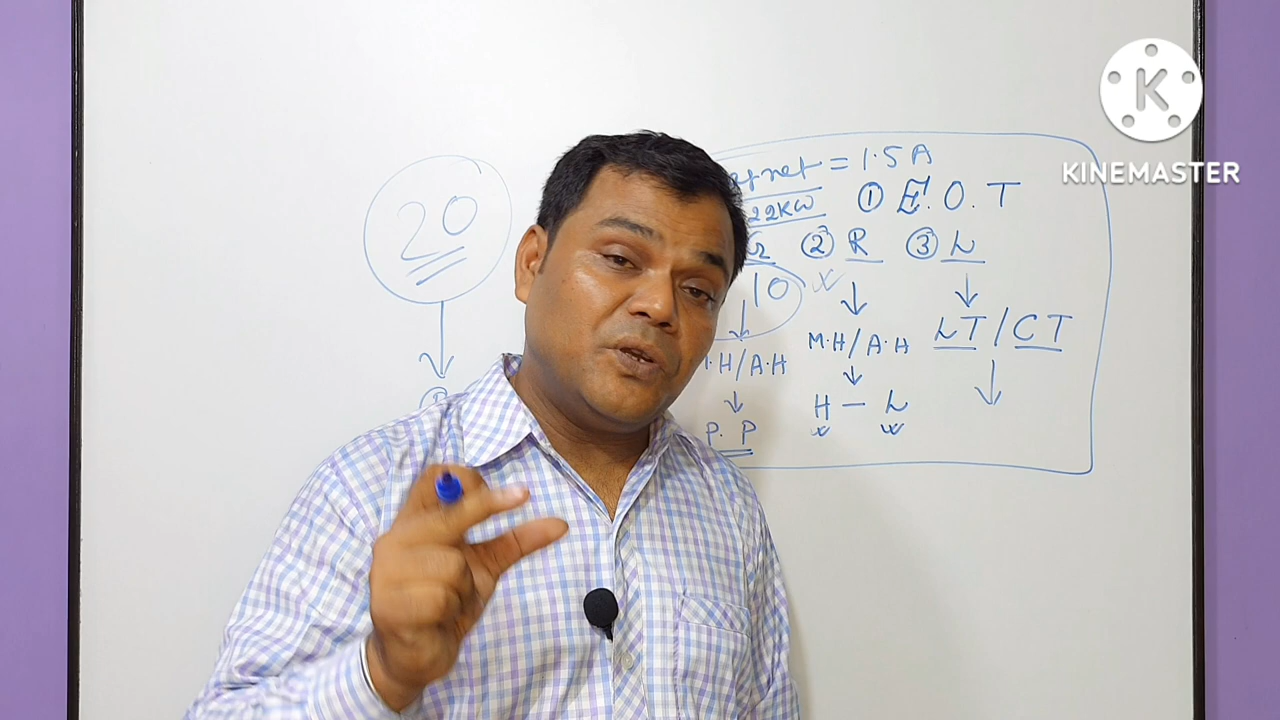 20
= 1.5 A
22KW ① E.O.T
② R ③ L
10
M.H/A.H LT/CT
.H/A.H
H — L
P. P
KINEMASTER